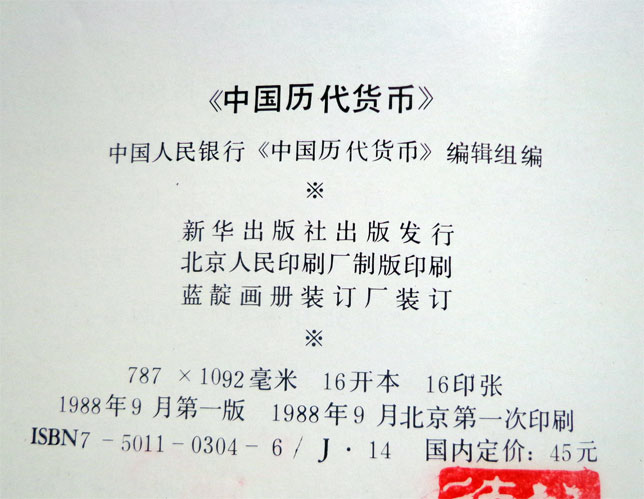 《中国历代货币》
中国人民银行《中国历代货币》编辑组编
※
新华出版社出版发行
北京人民印刷厂制版印刷
蓝靛画册装订厂装订
※
787×1092毫米 16开本 16印张
1988年9月第一版 1988年9月北京第一次印刷
ISBN7-5011-0304-6/J·14 国内定价:45元